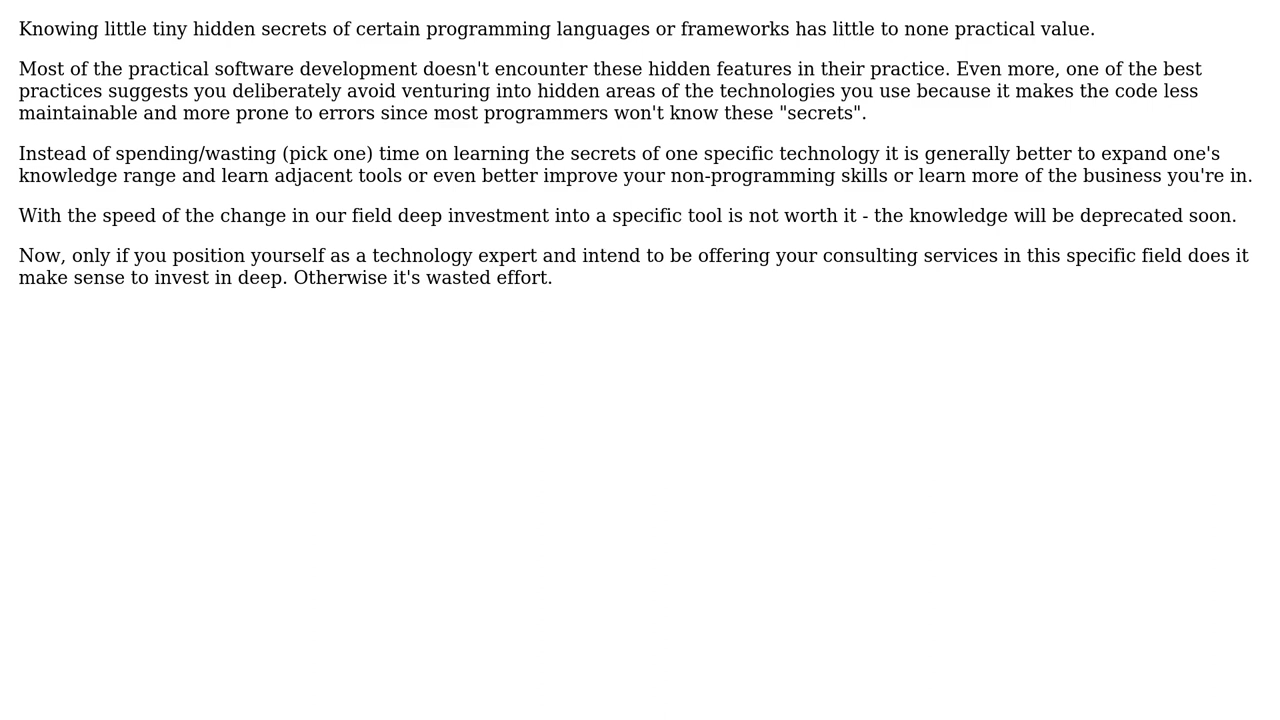 Knowing little tiny hidden secrets of certain programming languages or frameworks has little to none practical value.
Most of the practical software development doesn't encounter these hidden features in their practice. Even more, one of the best
practices suggests you deliberately avoid venturing into hidden areas of the technologies you use because it makes the code less
maintainable and more prone to errors since most programmers won't know these "secrets".
Instead of spending/wasting (pick one) time on learning the secrets of one specific technology it is generally better to expand one's
knowledge range and learn adjacent tools or even better improve your non-programming skills or learn more of the business you're in.
With the speed of the change in our field deep investment into a specific tool is not worth it - the knowledge will be deprecated soon.
Now, only if you position yourself as a technology expert and intend to be offering your consulting services in this specific field does it
make sense to invest in deep. Otherwise it's wasted effort.